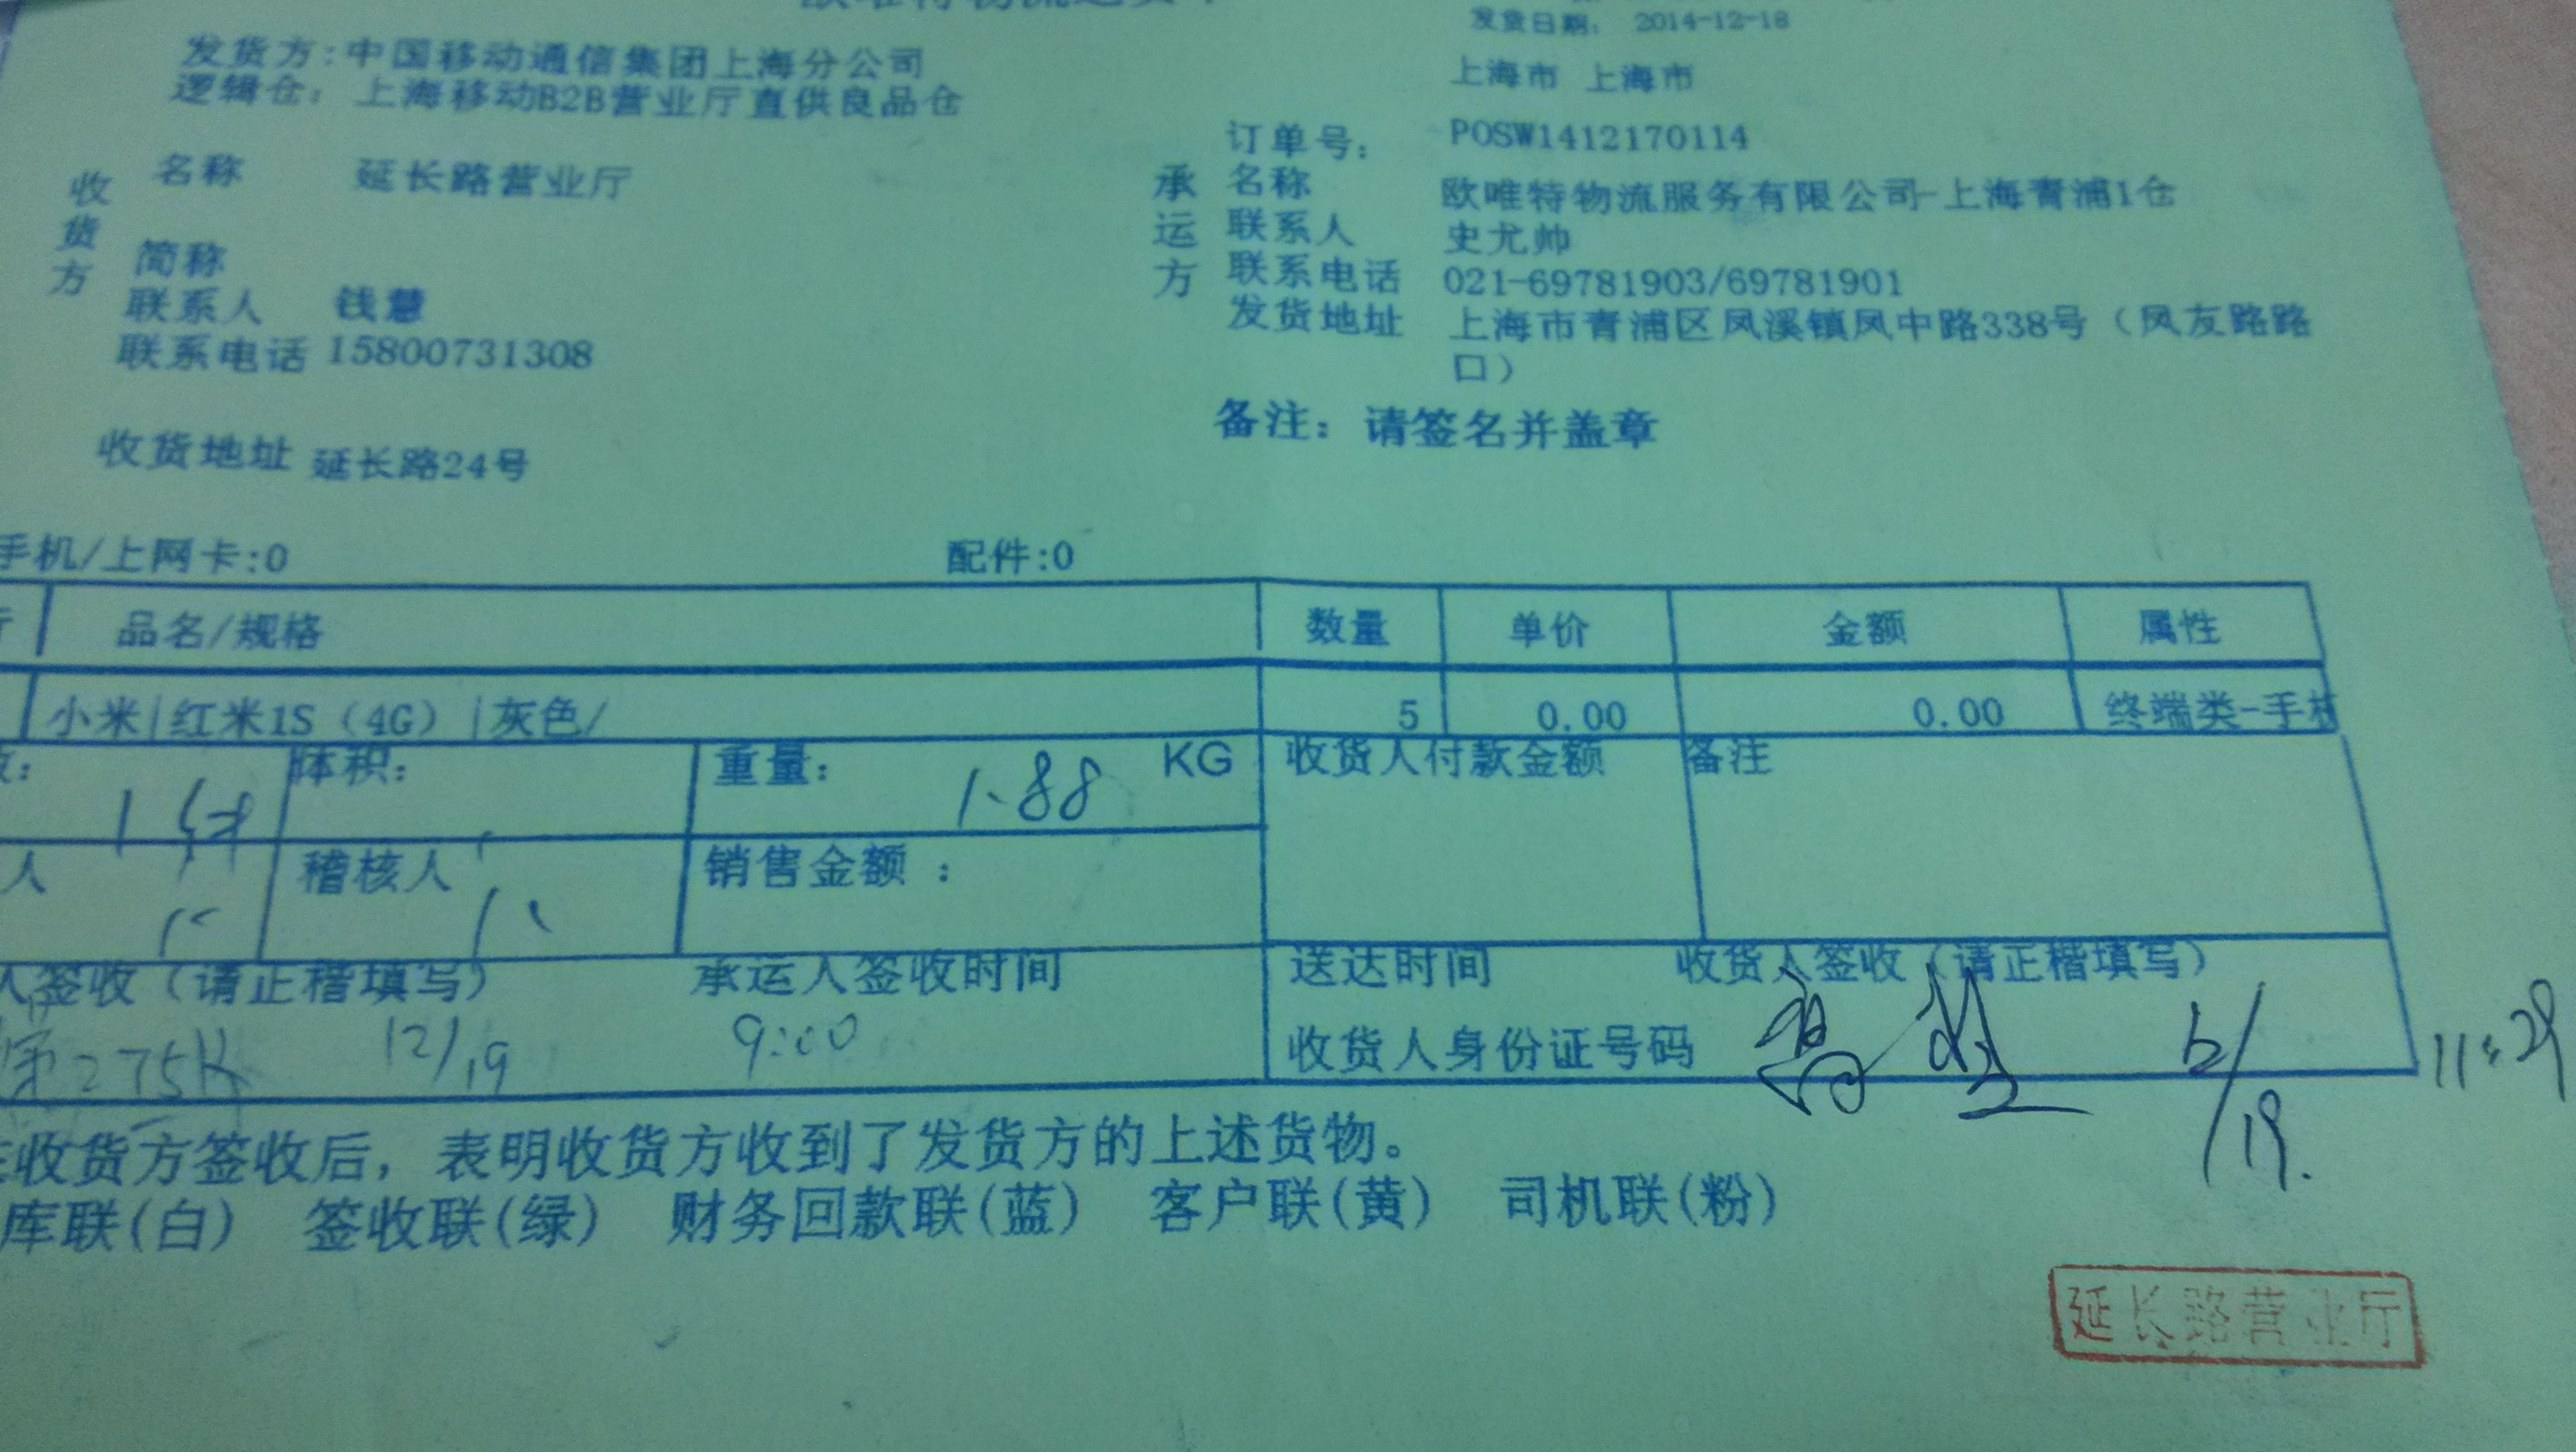 发货日期： 2014-12-18
发货方:中国移动通信集团上海分公司
上海市 上海市
逻辑仓： 上海移动B2B营业厅直供良品仓
收货方
名称 延长路营业厅
简称
联系人 钱慧
联系电话 15800731308
收货地址 延长路24号
订单号： POSW1412170114
承运方
名称 欧唯特物流服务有限公司-上海青浦1仓
联系人 史尤帅
联系电话 021-69781903/69781901
发货地址 上海市青浦区凤溪镇凤中路338号（凤友路路
口）
备注：请签名并盖章
手机/上网卡:0 配件:0
品名/规格 数量 单价 金额 属性
小米|红米1S（4G）|灰色/ 5 0.00 0.00 终端类-手机
体积： 重量： 1.88 KG 收货人付款金额 备注
人 稽核人 销售金额 ：
人签收（请正楷填写） 承运人签收时间 送达时间 收货人签收（请正楷填写）
12/19 9:00 收货人身份证号码 11:29
收货方签收后，表明收货方收到了发货方的上述货物。
库联(白) 签收联(绿) 财务回款联(蓝) 客户联(黄) 司机联(粉)
延长路营业厅